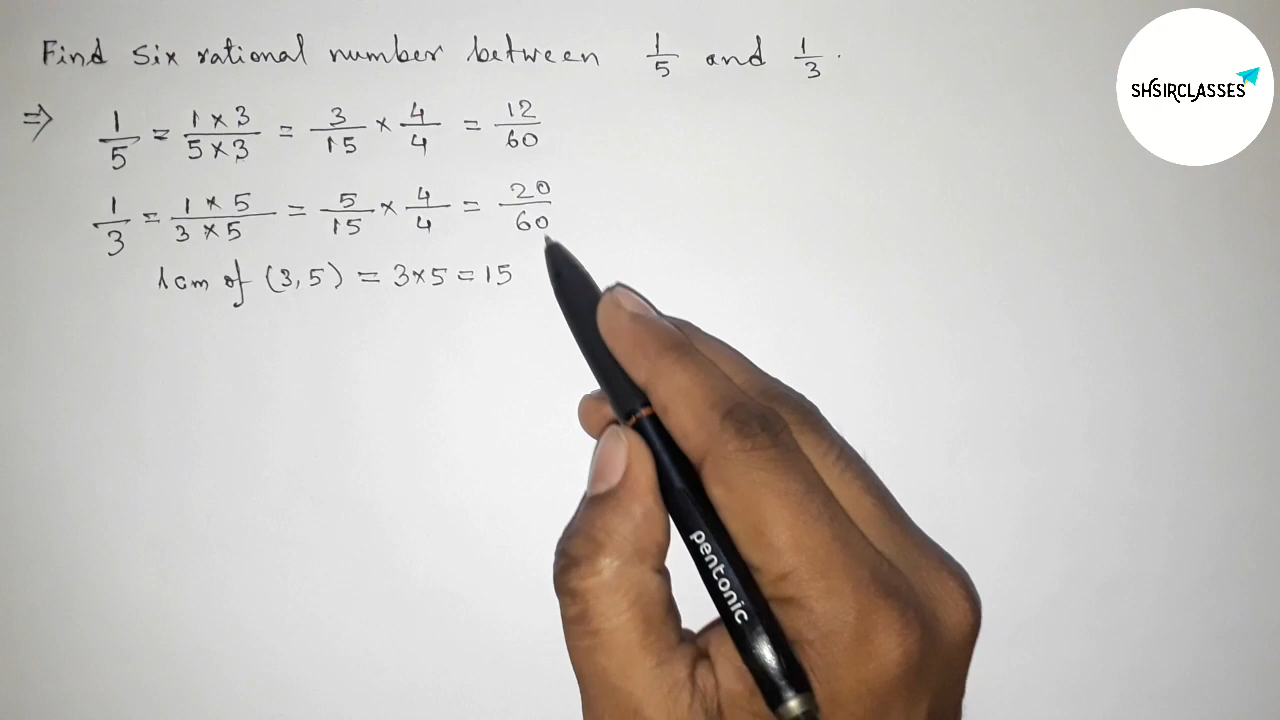 Find six rational number between 1/5 and 1/3.
⇒ 1/5 = 1 × 3 / 5 × 3 = 3/15 × 4/4 = 12/60
1/3 = 1 × 5 / 3 × 5 = 5/15 × 4/4 = 20/60
lcm of (3,5) = 3×5 = 15
SHSIRCLASSES
pentonic